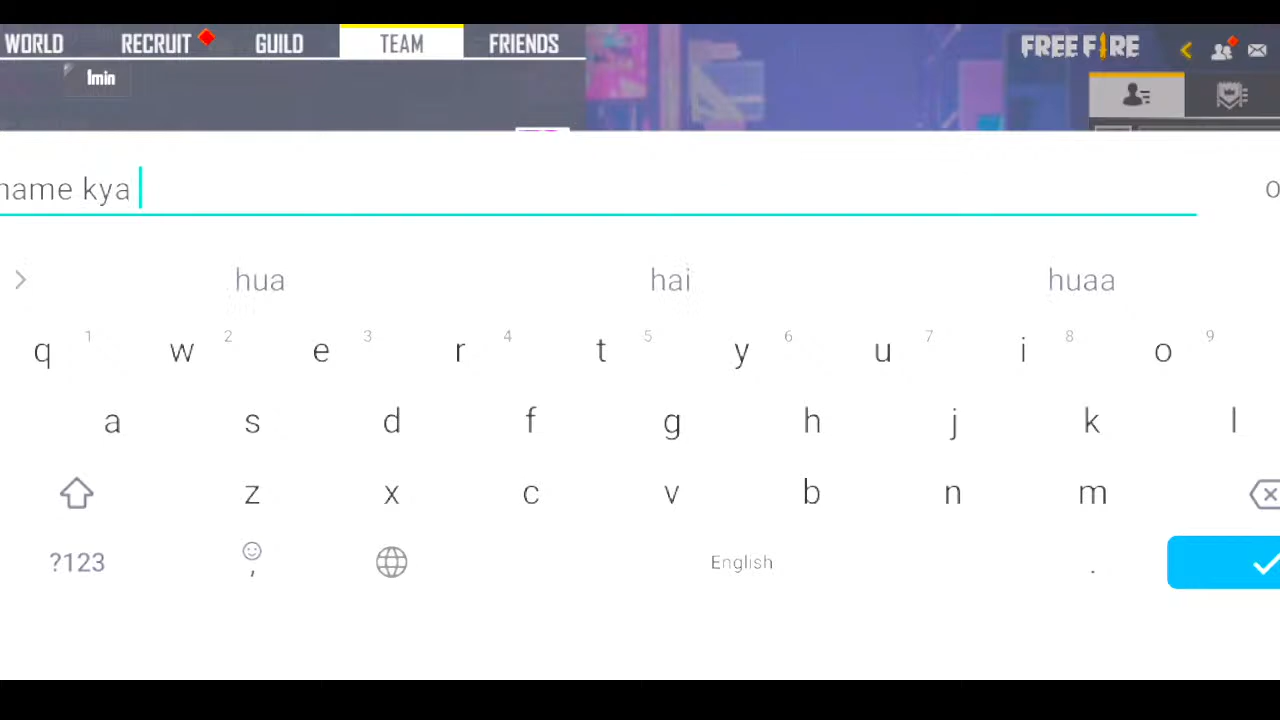 WORLD RECRUIT GUILD TEAM FRIENDS FREE FIRE
1min
name kya
hua hai huaa
1 2 3 4 5 6 7 8 9
q w e r t y u i o
a s d f g h j k l
z x c v b n m
?123 , English .